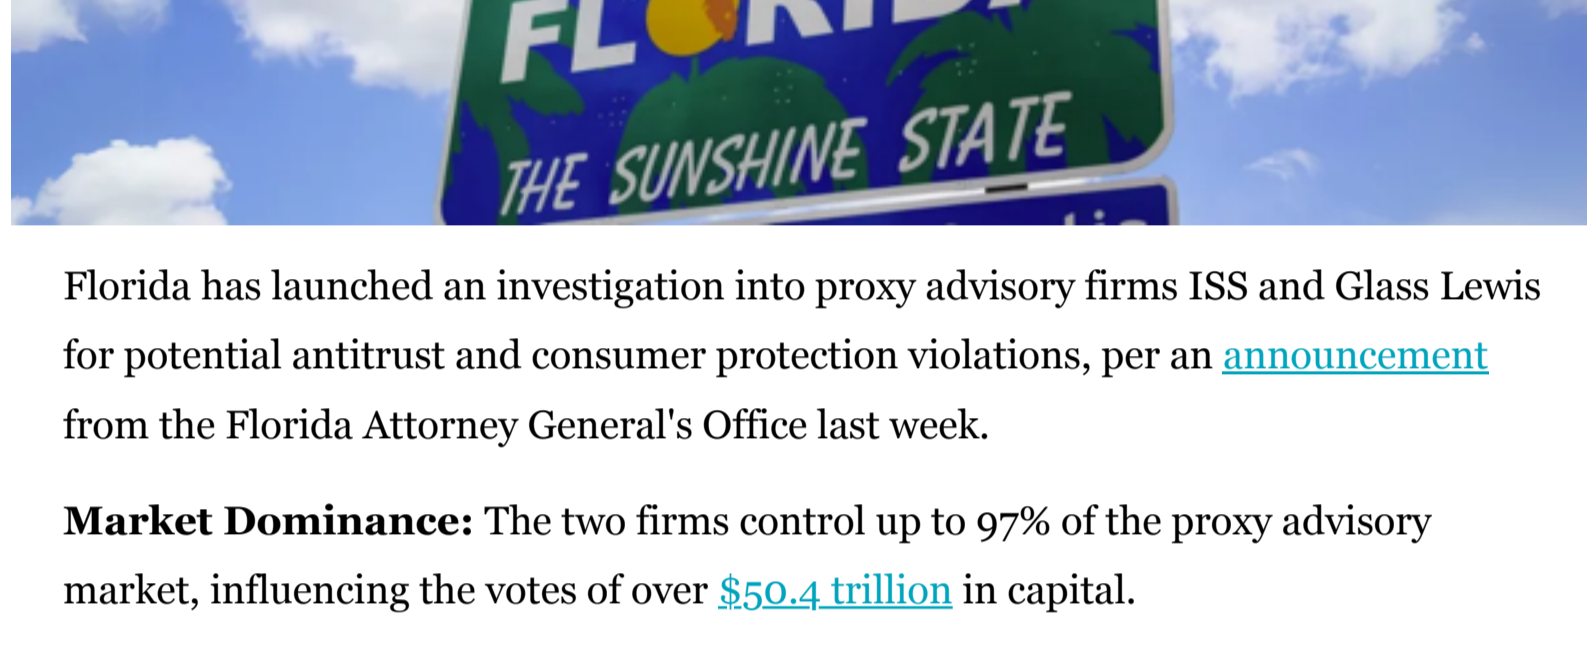 THE SUNSHINE STATE
Florida has launched an investigation into proxy advisory firms ISS and Glass Lewis
for potential antitrust and consumer protection violations, per an announcement
from the Florida Attorney General's Office last week.
Market Dominance: The two firms control up to 97% of the proxy advisory
market, influencing the votes of over $50.4 trillion in capital.